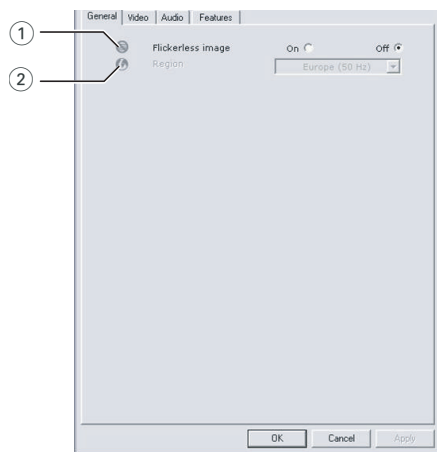 General Video Audio Features
1
Flickerless image On Off
2
Region Europe (50 Hz)
OK Cancel Apply